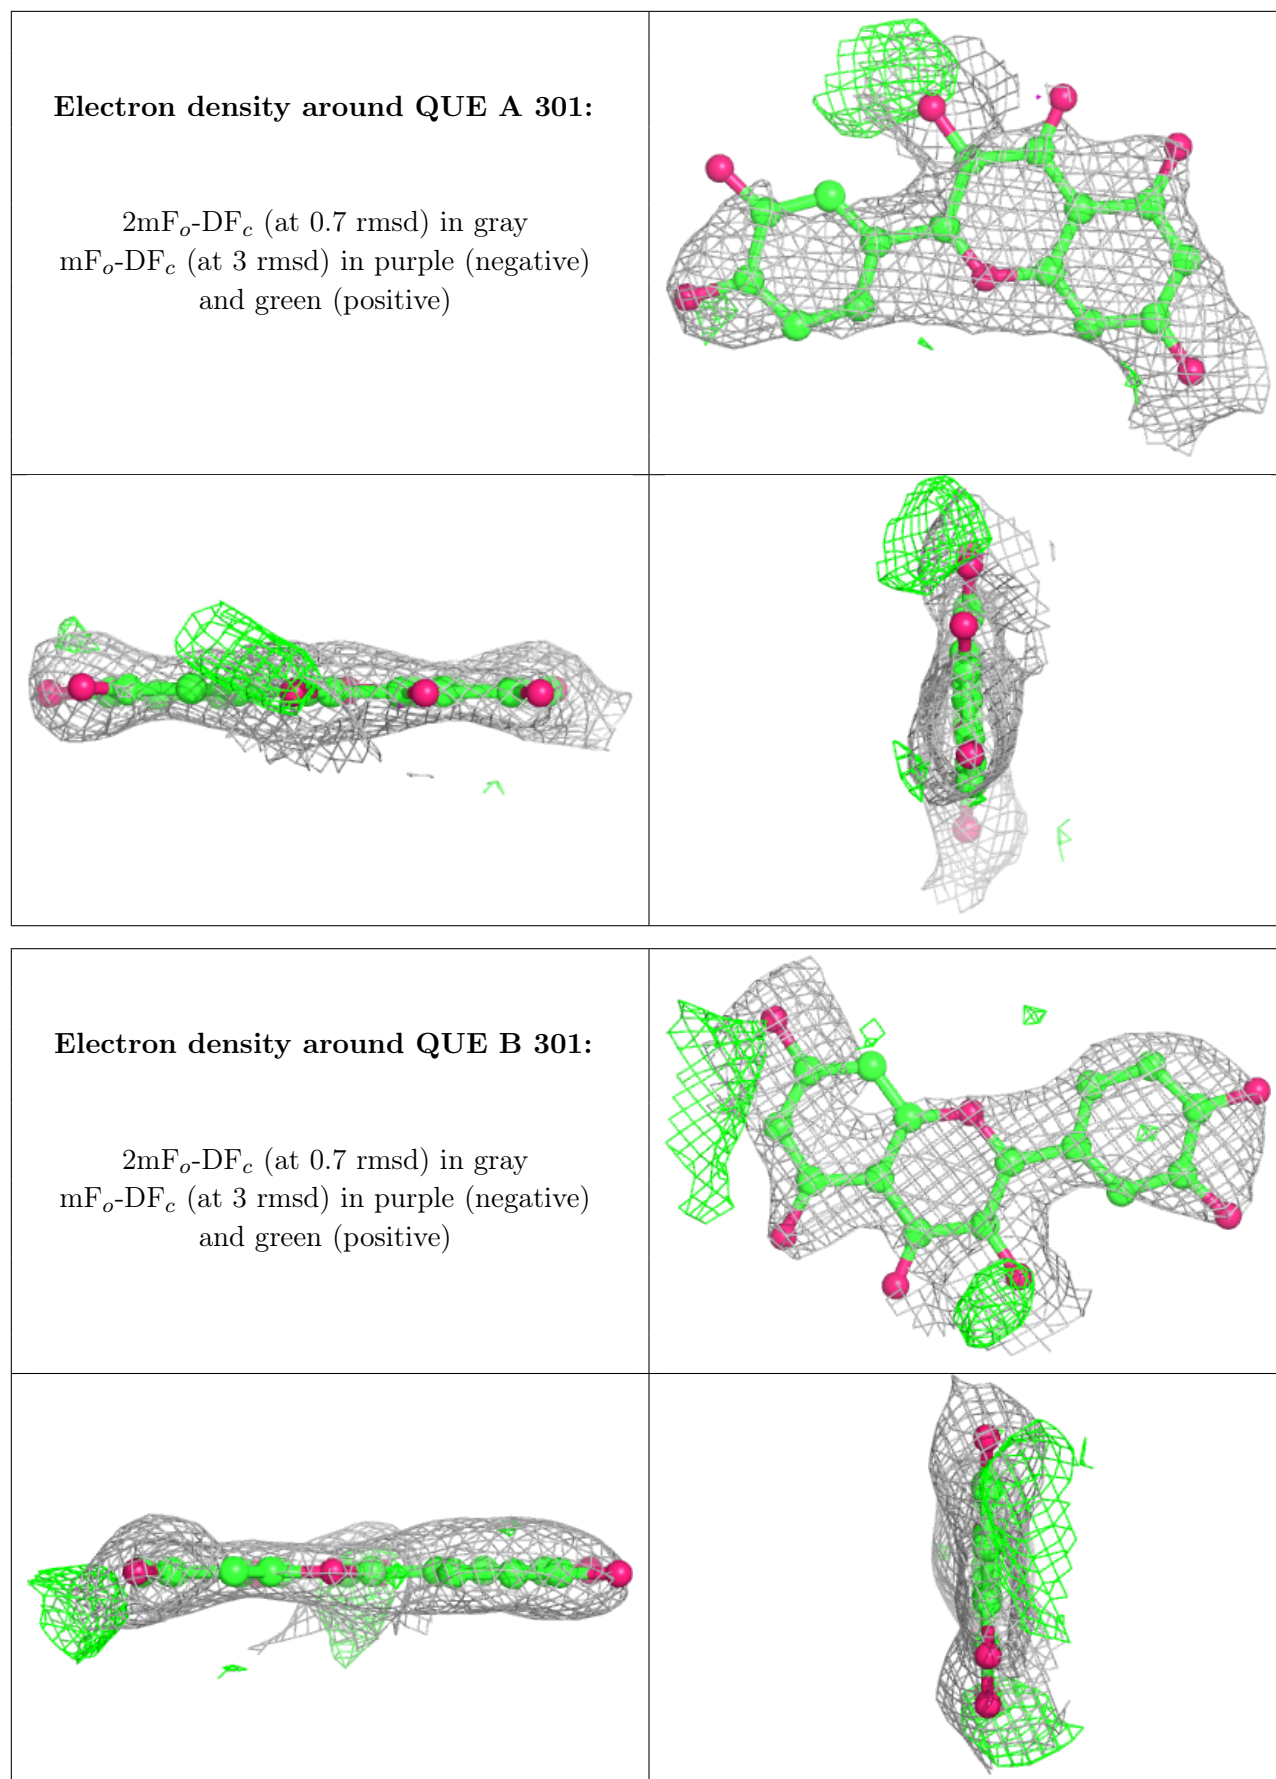 Electron density around QUE A 301:
2mFo-DFc (at 0.7 rmsd) in gray
mFo-DFc (at 3 rmsd) in purple (negative)
and green (positive)
Electron density around QUE B 301:
2mFo-DFc (at 0.7 rmsd) in gray
mFo-DFc (at 3 rmsd) in purple (negative)
and green (positive)